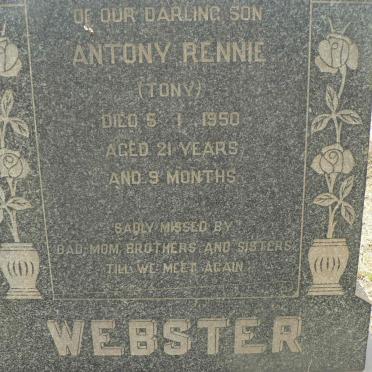 OF OUR DARLING SON
ANTONY RENNIE
(TONY)
DIED 5 · 1 · 1950
AGED 21 YEARS
AND 9 MONTHS
SADLY MISSED BY
DAD, MOM, BROTHERS AND SISTERS
TILL WE MEET AGAIN
WEBSTER